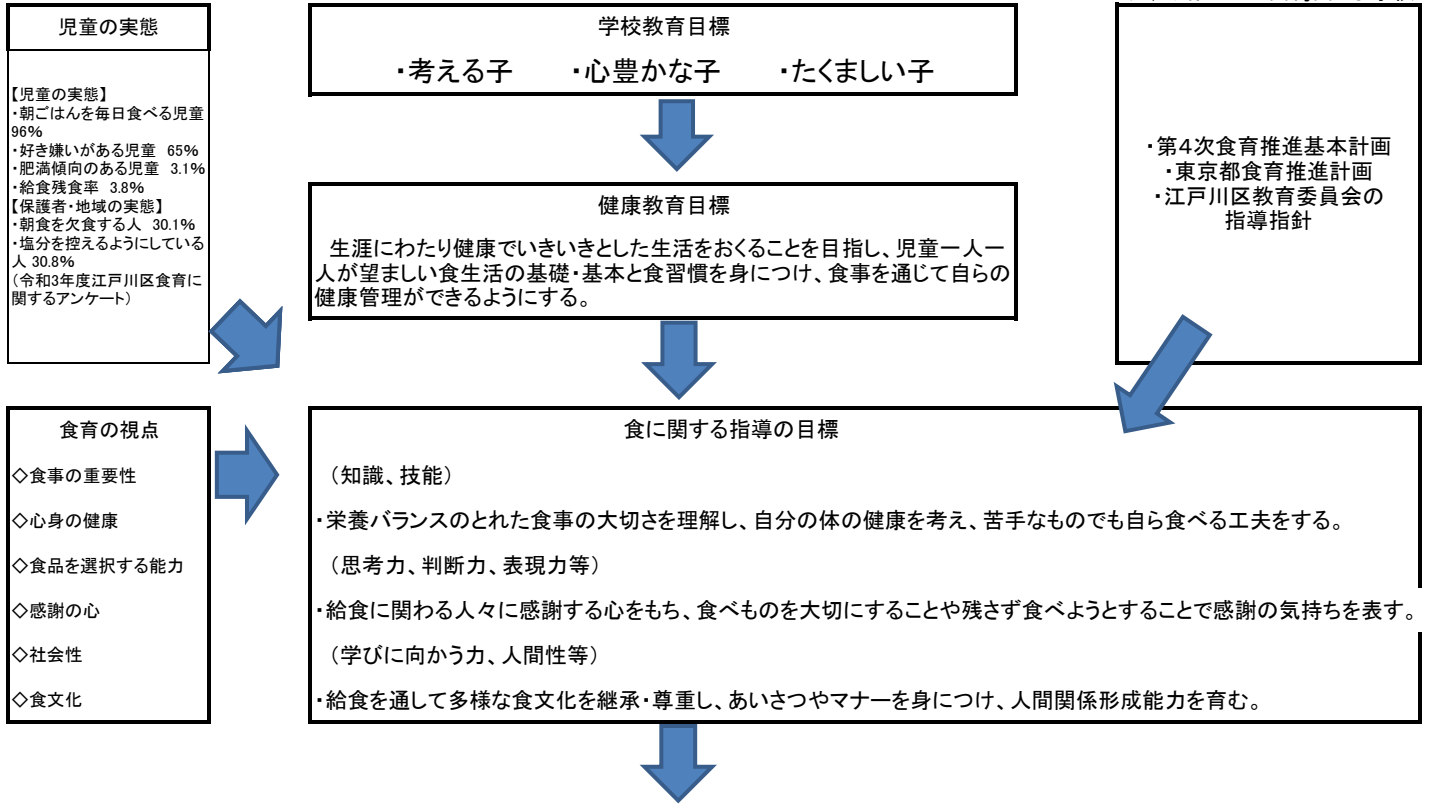 児童の実態
【児童の実態】
・朝ごはんを毎日食べる児童
96%
・好き嫌いがある児童 65%
・肥満傾向のある児童 3.1%
・給食残食率 3.8%
【保護者・地域の実態】
・朝食を欠食する人 30.1%
・塩分を控えるようにしている
人 30.8%
(令和3年度江戸川区食育に
関するアンケート)
学校教育目標
・考える子 ・心豊かな子 ・たくましい子
健康教育目標
生涯にわたり健康でいきいきとした生活をおくることを目指し、児童一人一
人が望ましい食生活の基礎・基本と食習慣を身につけ、食事を通じて自らの
健康管理ができるようにする。
・第4次食育推進基本計画
・東京都食育推進計画
・江戸川区教育委員会の
指導指針
食育の視点
◇食事の重要性
◇心身の健康
◇食品を選択する能力
◇感謝の心
◇社会性
◇食文化
食に関する指導の目標
(知識、技能)
・栄養バランスのとれた食事の大切さを理解し、自分の体の健康を考え、苦手なものでも自ら食べる工夫をする。
(思考力、判断力、表現力等)
・給食に関わる人々に感謝する心をもち、食べものを大切にすることや残さず食べようとすることで感謝の気持ちを表す。
(学びに向かう力、人間性等)
・給食を通して多様な食文化を継承・尊重し、あいさつやマナーを身につけ、人間関係形成能力を育む。